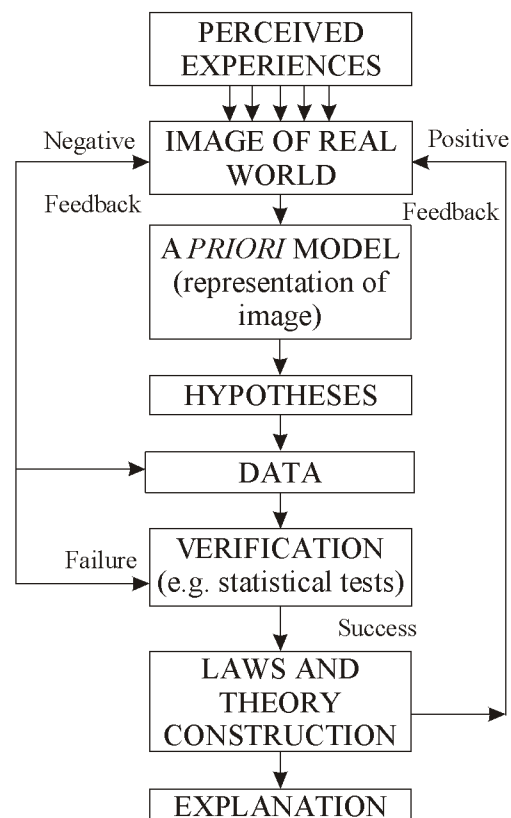 PERCEIVED
EXPERIENCES
Negative
Positive
IMAGE OF REAL
WORLD
Feedback
Feedback
A PRIORI MODEL
(representation of
image)
HYPOTHESES
DATA
VERIFICATION
(e.g. statistical tests)
Failure
Success
LAWS AND
THEORY
CONSTRUCTION
EXPLANATION